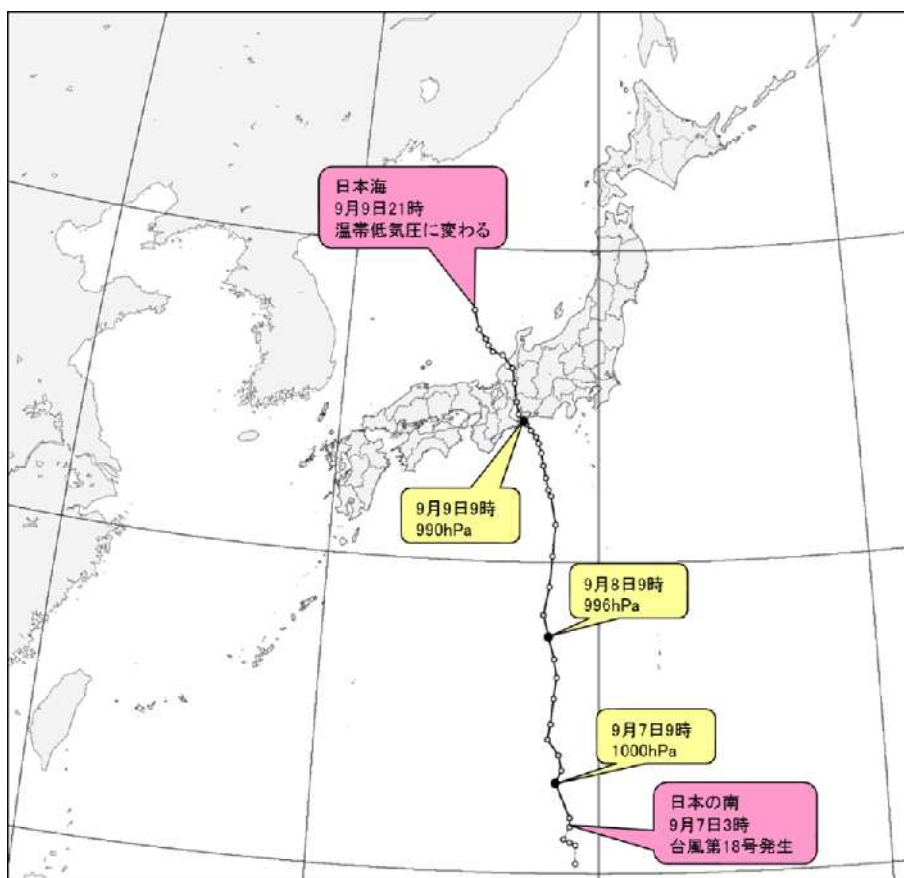 日本海
9月9日21時
温帯低気圧に変わる
9月9日9時
990hPa
9月8日9時
996hPa
9月7日9時
1000hPa
日本の南
9月7日3時
台風第18号発生